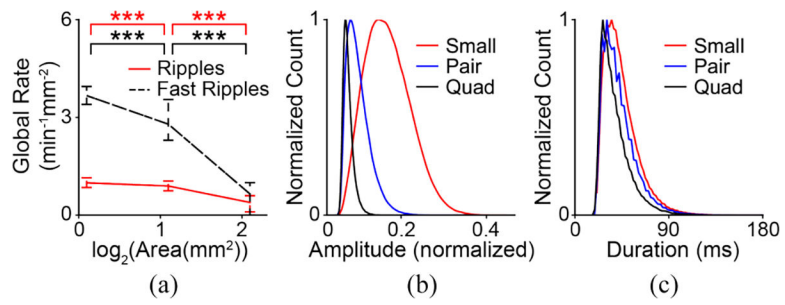 *** ***
*** ***
6
3
0
Global Rate
(min⁻¹mm⁻²)
Ripples
Fast Ripples
0 1 2
log₂(Area(mm²))
(a)
1
0
Normalized Count
Small
Pair
Quad
0 0.2 0.4
Amplitude (normalized)
(b)
1
0
Normalized Count
Small
Pair
Quad
0 90 180
Duration (ms)
(c)